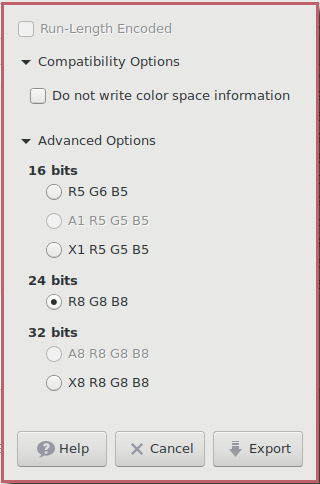 Run-Length Encoded
Compatibility Options
Do not write color space information
Advanced Options
16 bits
R5 G6 B5
A1 R5 G5 B5
X1 R5 G5 B5
24 bits
R8 G8 B8
32 bits
A8 R8 G8 B8
X8 R8 G8 B8
Help Cancel Export